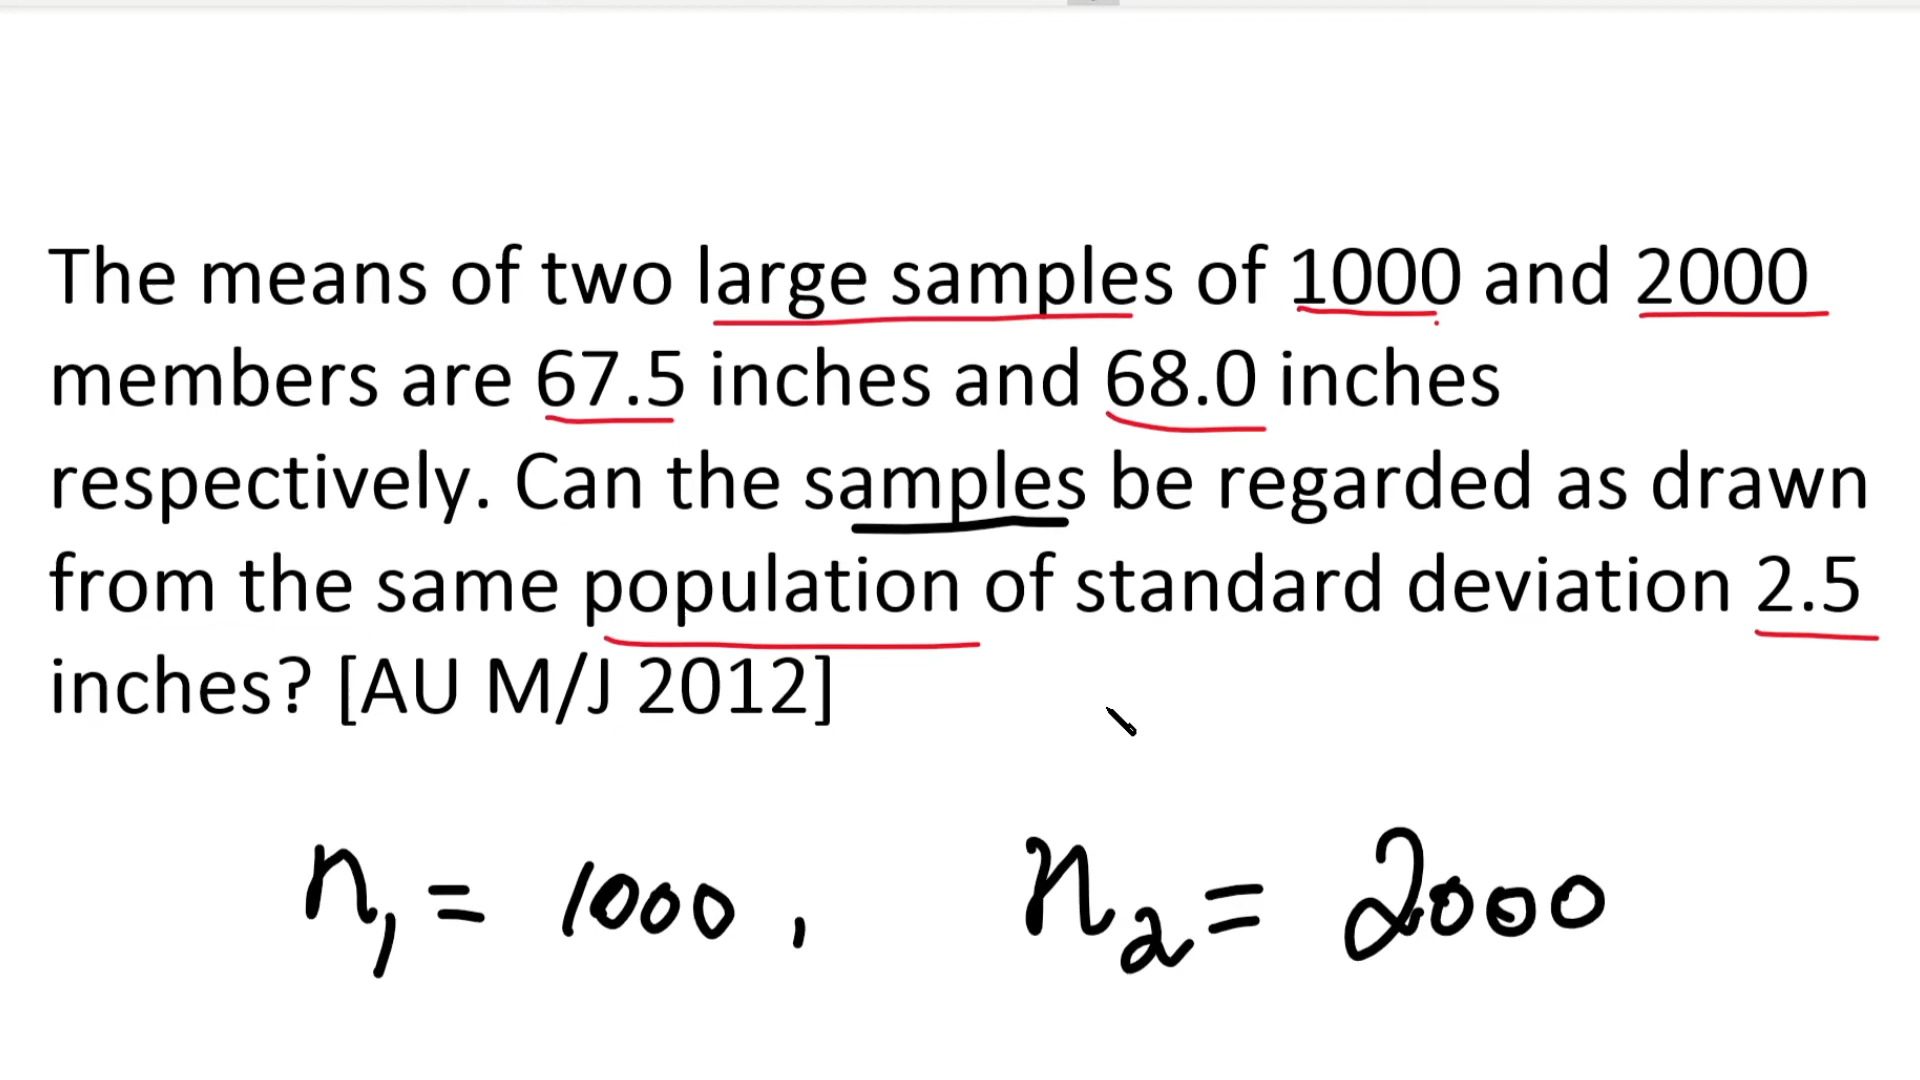 The means of two large samples of 1000 and 2000
members are 67.5 inches and 68.0 inches
respectively. Can the samples be regarded as drawn
from the same population of standard deviation 2.5
inches? [AU M/J 2012]
n₁ = 1000 , n₂ = 2000